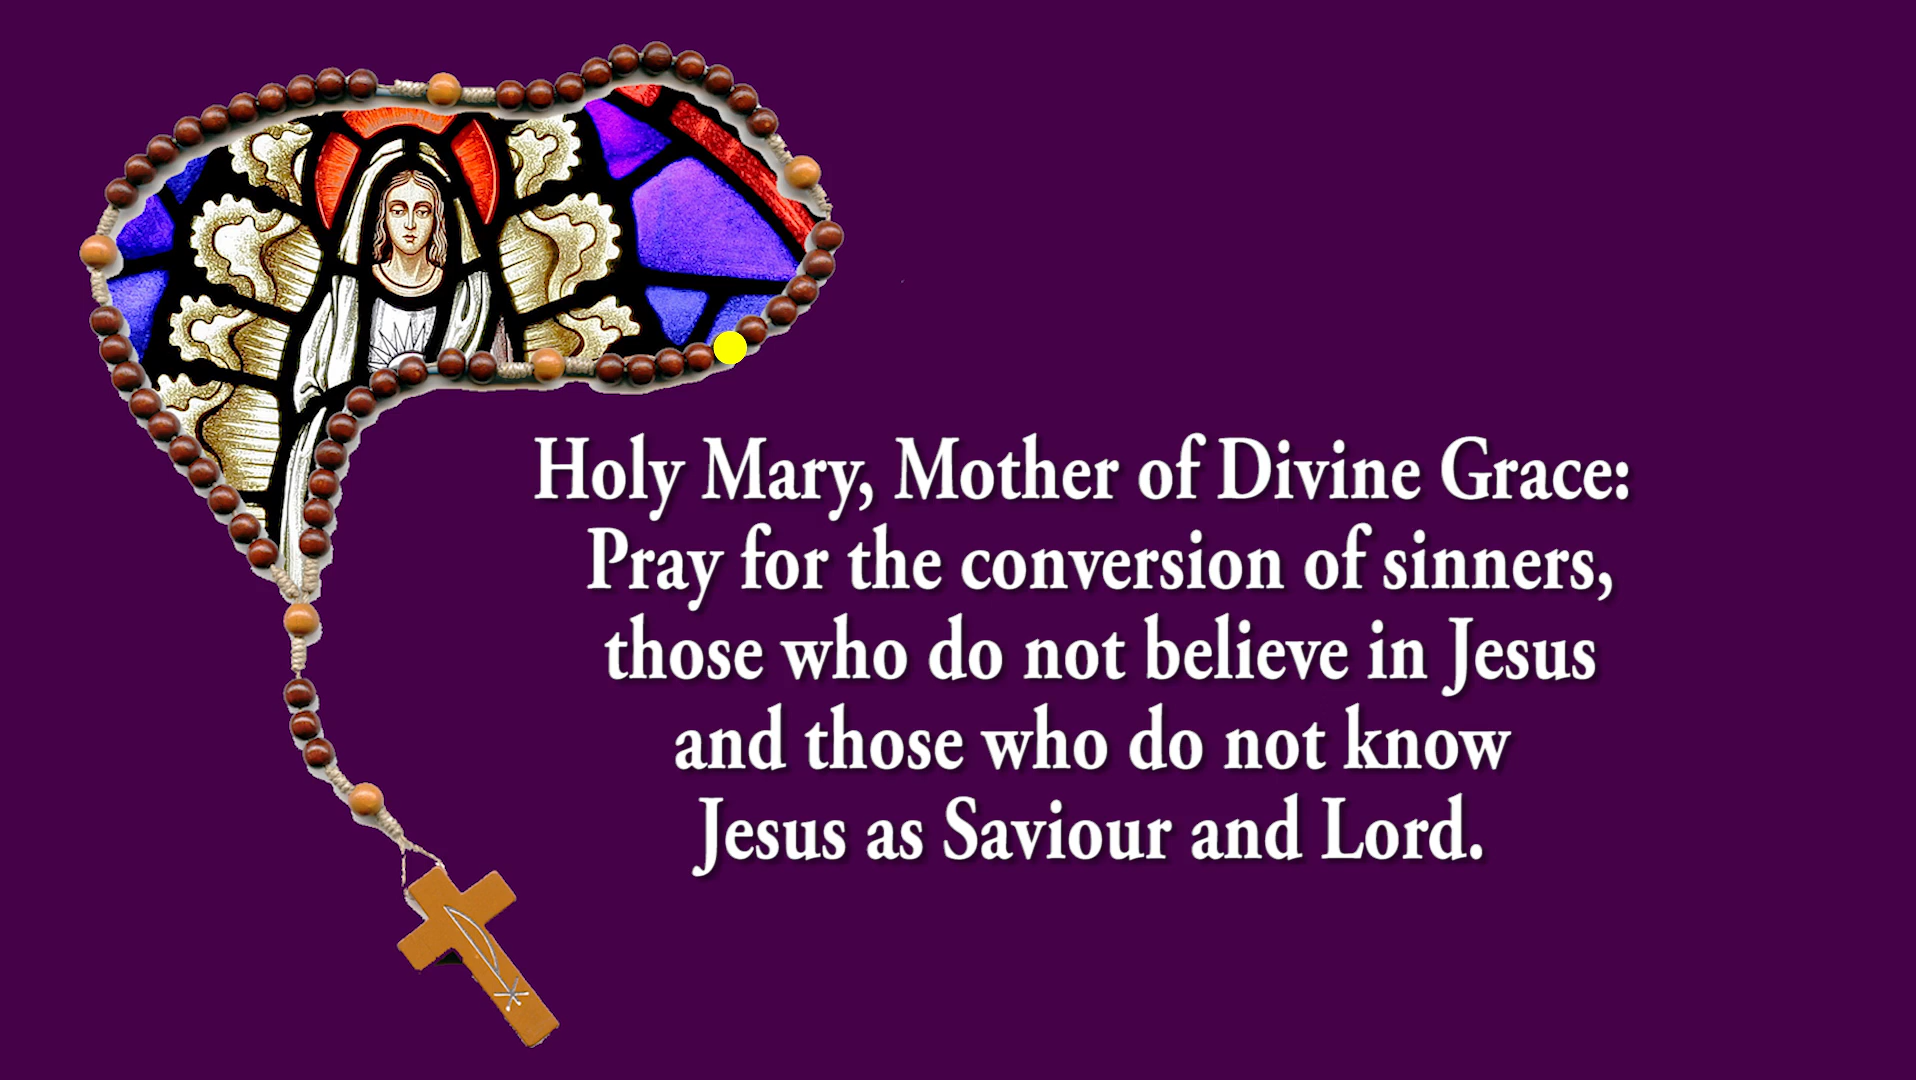 Holy Mary, Mother of Divine Grace:
Pray for the conversion of sinners,
those who do not believe in Jesus
and those who do not know
Jesus as Saviour and Lord.